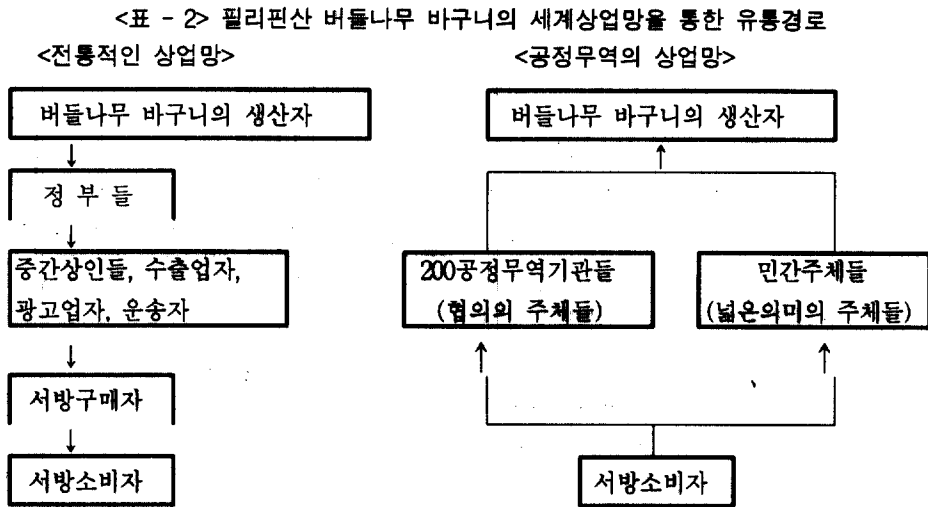 <표 - 2> 필리핀산 버들나무 바구니의 세계상업망을 통한 유통경로
<전통적인 상업망>
버들나무 바구니의 생산자
정 부 들
중간상인들, 수출업자,
광고업자, 운송자
서방구매자
서방소비자
<공정무역의 상업망>
버들나무 바구니의 생산자
200공정무역기관들
(협의의 주체들)
민간주체들
(넓은의미의 주체들)
서방소비자